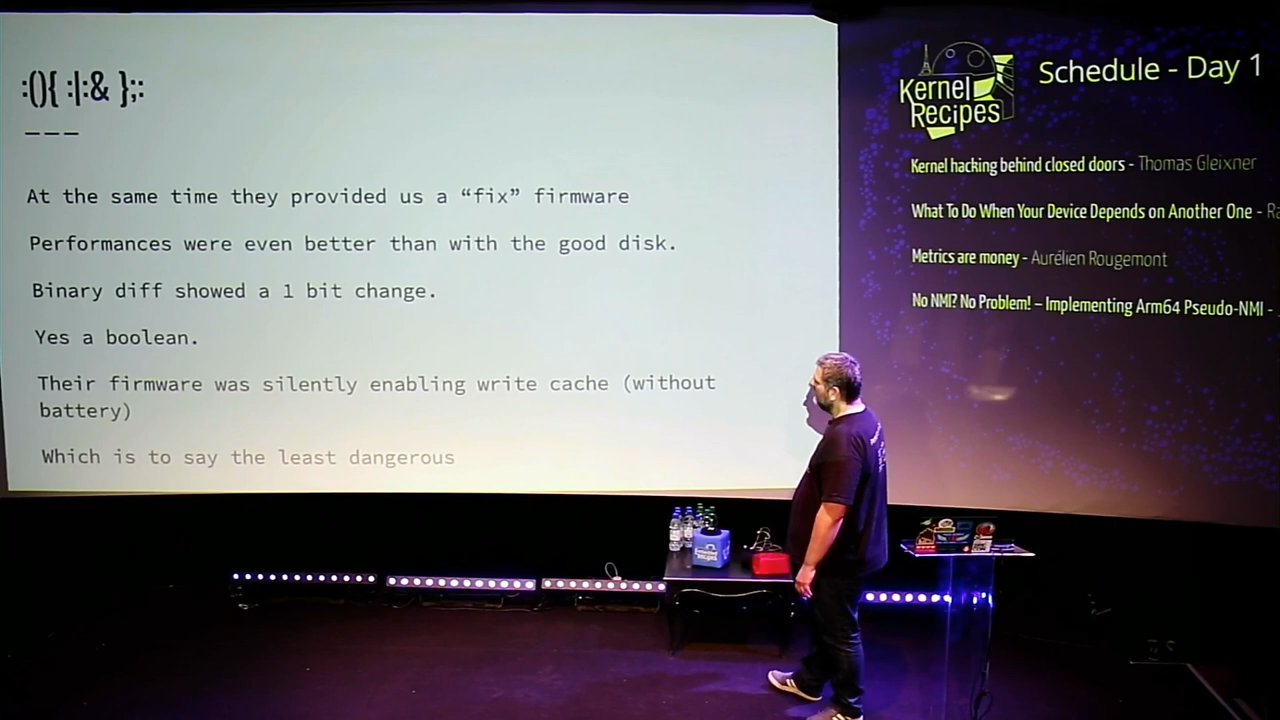 :(){ :|:& };:
———
At the same time they provided us a “fix” firmware
Performances were even better than with the good disk.
Binary diff showed a 1 bit change.
Yes a boolean.
Their firmware was silently enabling write cache (without
battery)
Which is to say the least dangerous
Kernel
Recipes
Schedule - Day 1
Kernel hacking behind closed doors - Thomas Gleixner
What To Do When Your Device Depends on Another One -
Metrics are money - Aurélien Rougemont
No NMI? No Problem! – Implementing Arm64 Pseudo-NMI -